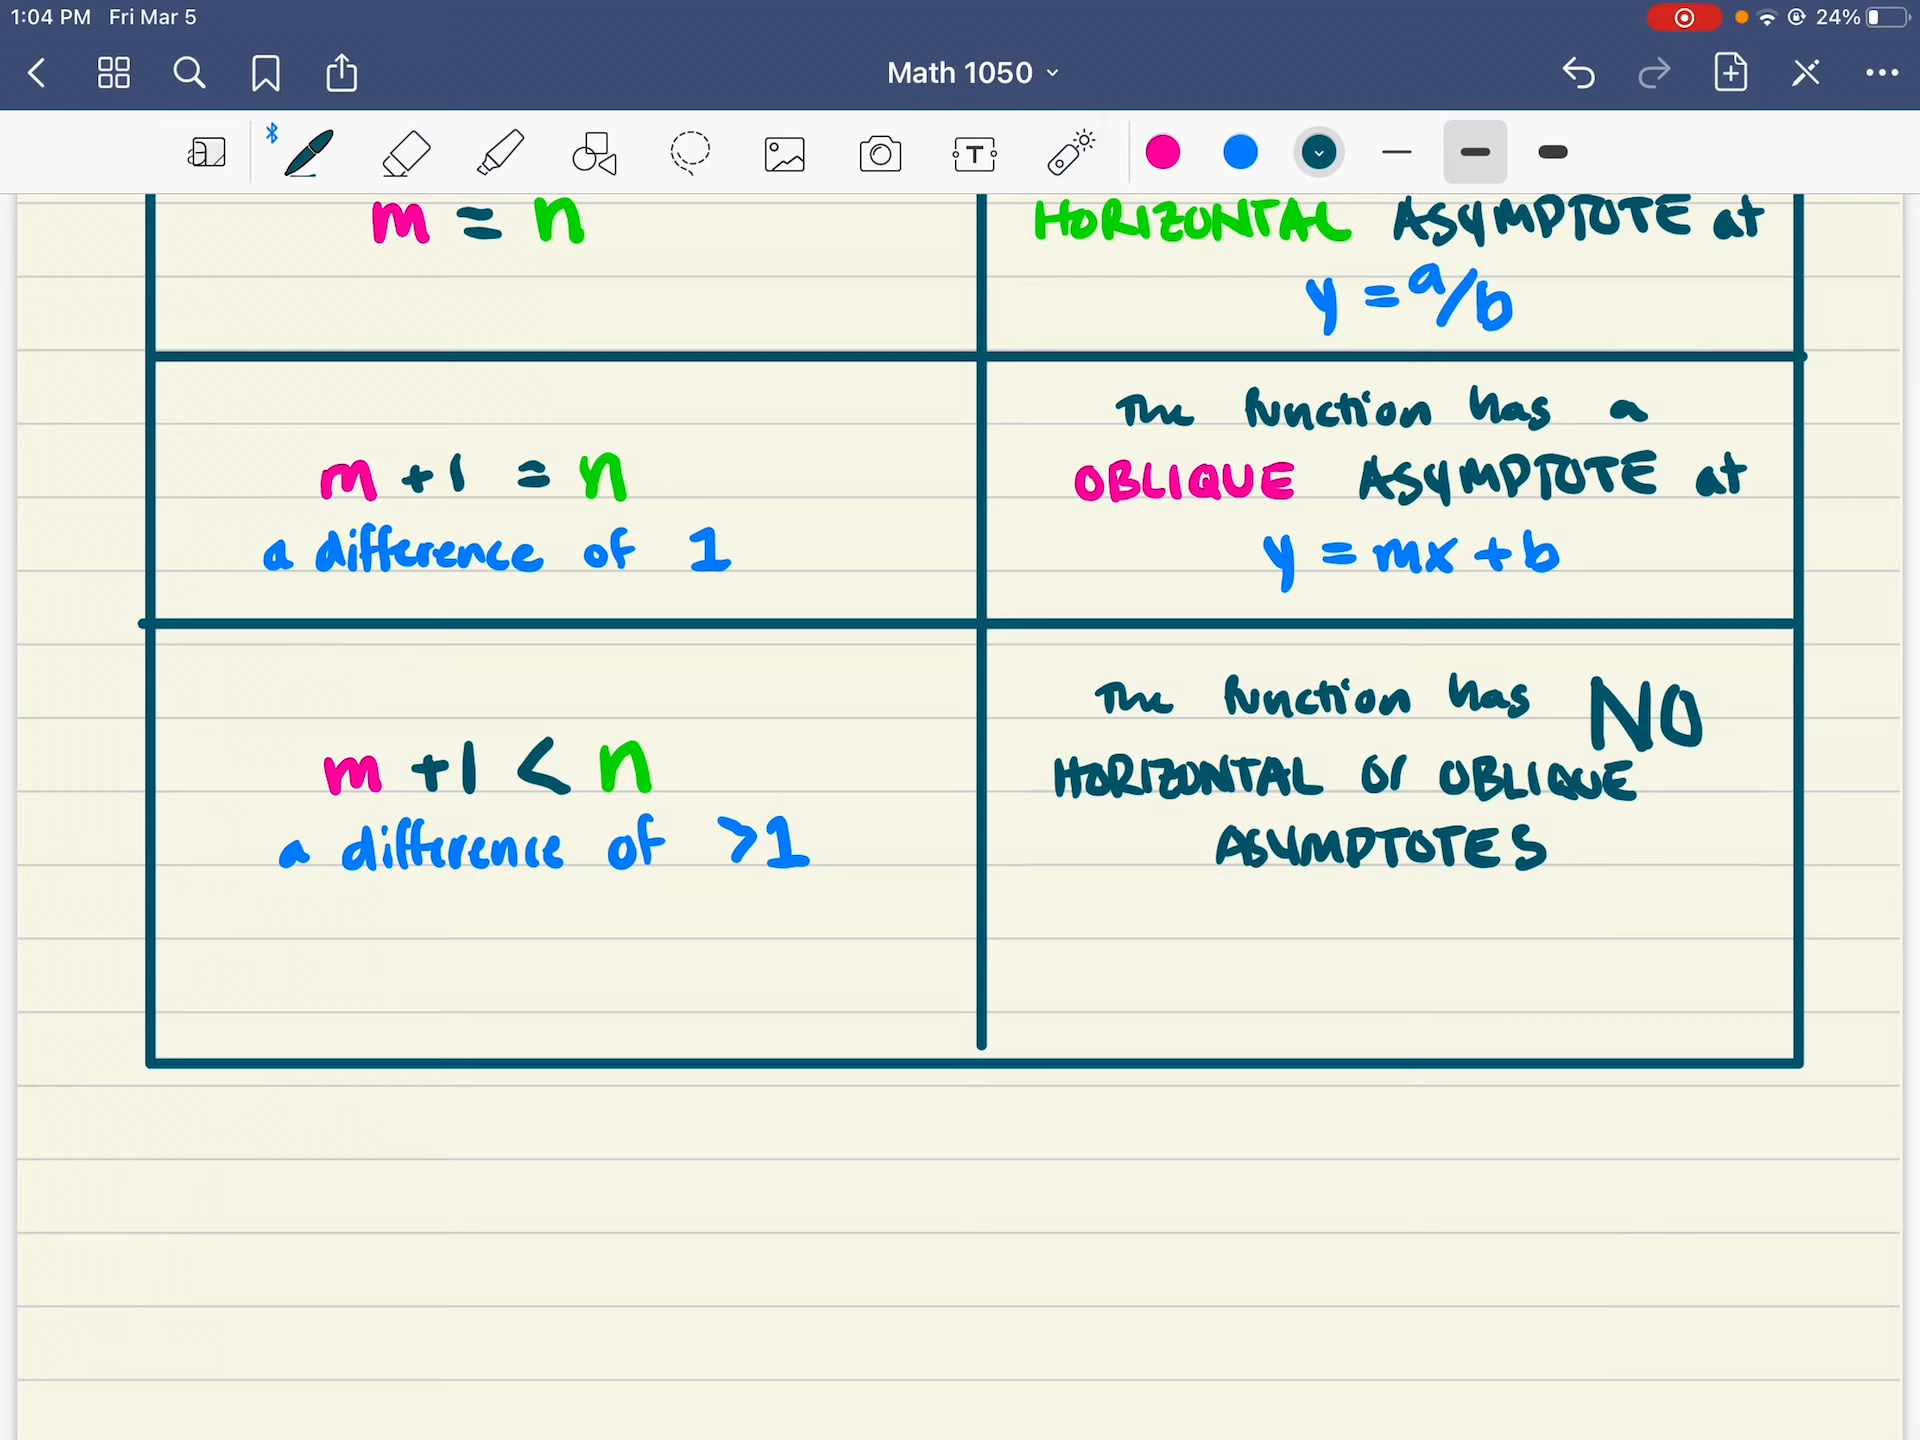 1:04 PM Fri Mar 5
24%
Math 1050
m = n
HORIZONTAL ASYMPTOTE at
y = a/b
m + 1 = n
a difference of 1
The function has a
OBLIQUE ASYMPTOTE at
y = mx + b
m + 1 < n
a difference of >1
The function has NO
HORIZONTAL or OBLIQUE
ASYMPTOTES